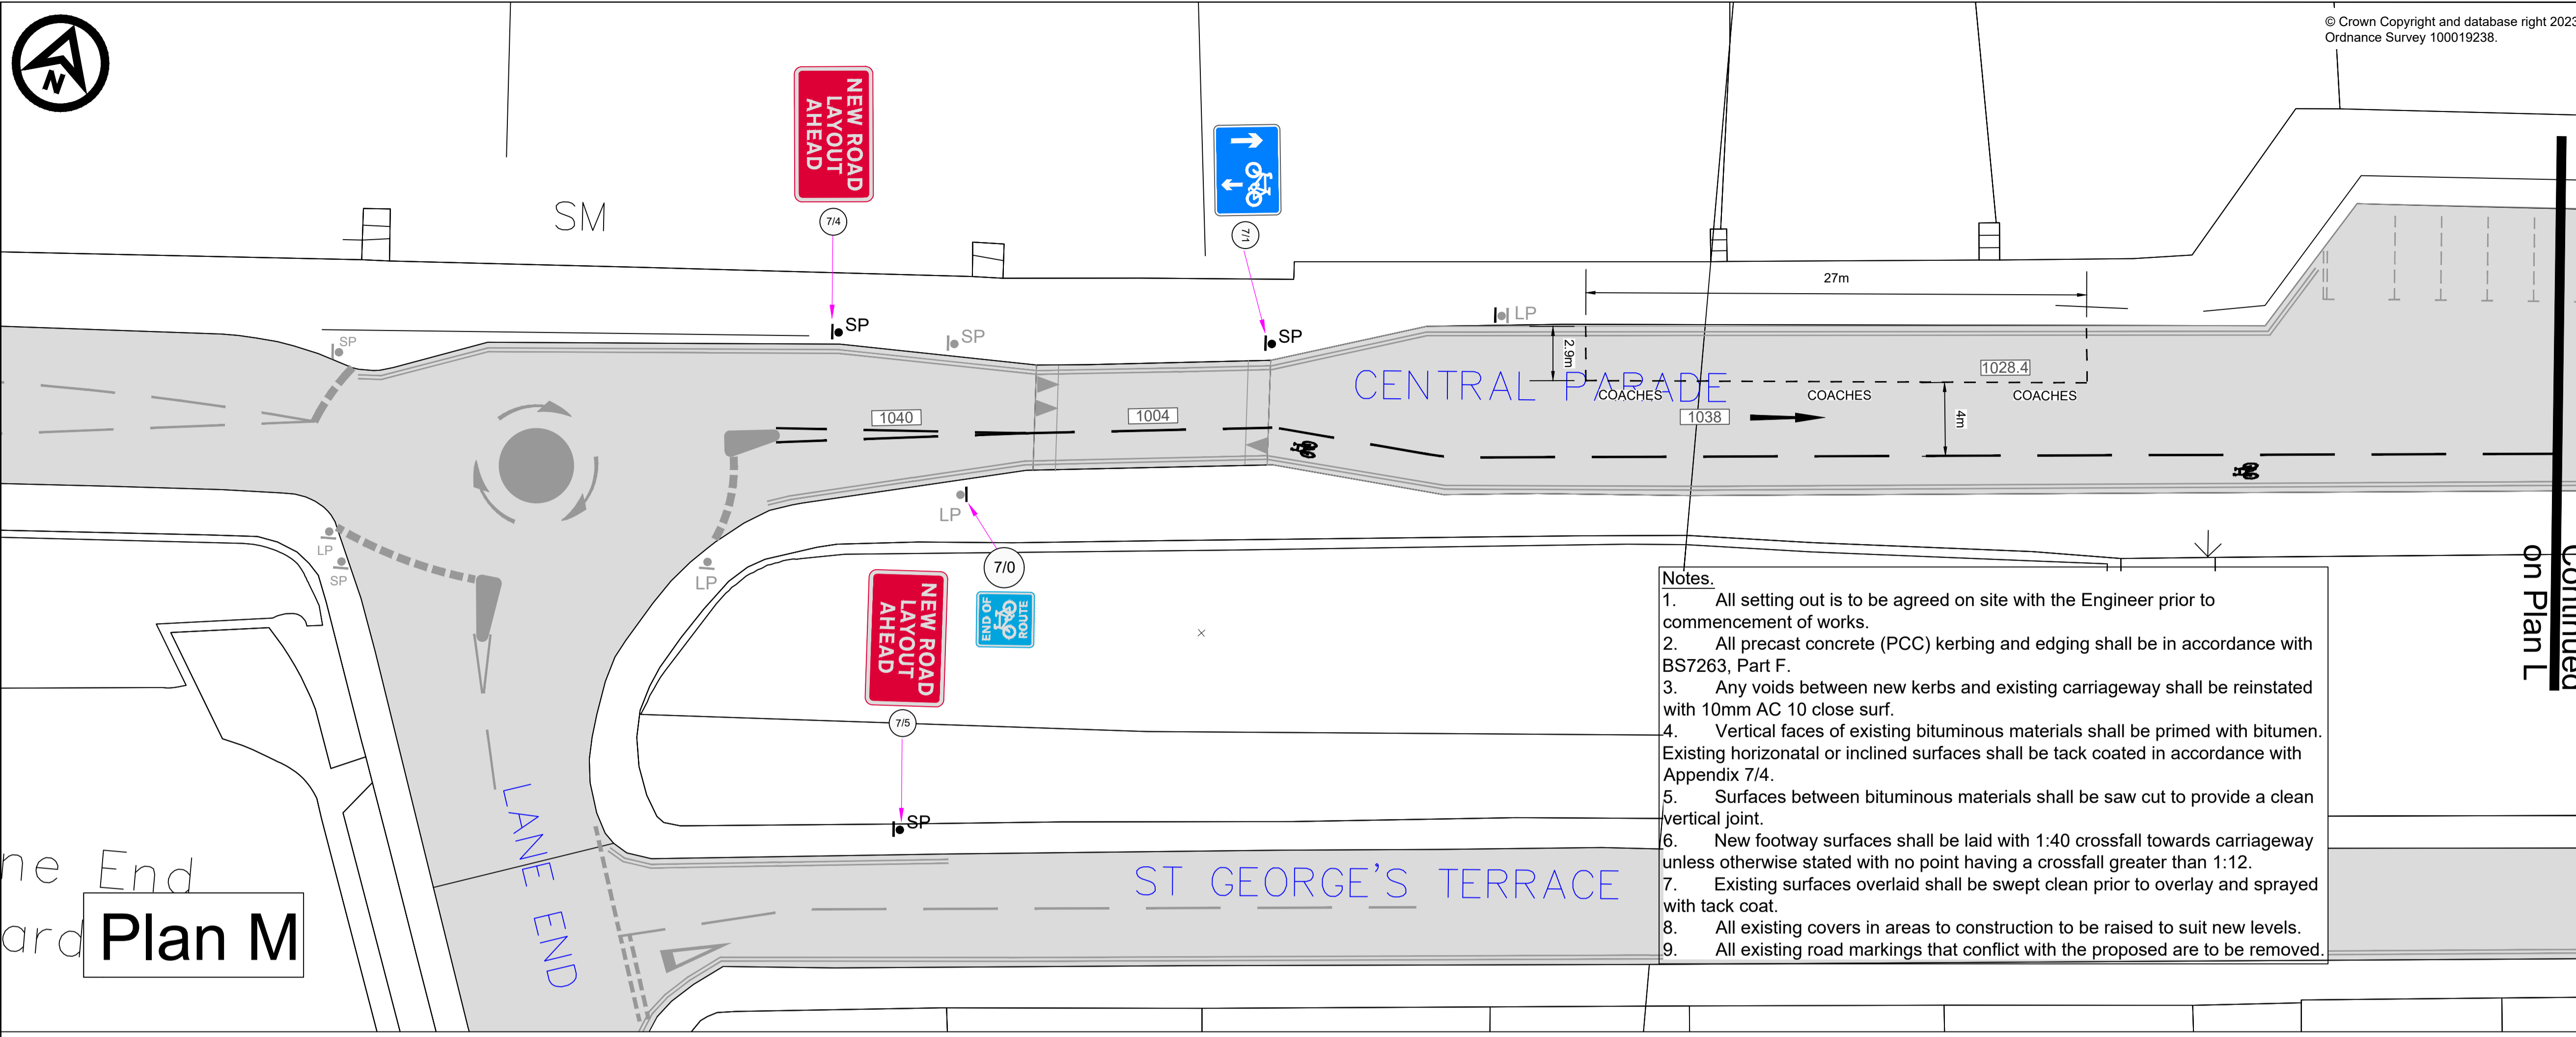 © Crown Copyright and database right 2023
Ordnance Survey 100019238.
N
NEW ROAD
LAYOUT
AHEAD
7/4
7/1
SM
27m
SP
SP
SP
SP
LP
2.9m
CENTRAL PARADE
1028.4
COACHES
COACHES
COACHES
1040
1004
1038
4m
LP
7/0
LP
SP
LP
END OF
ROUTE
NEW ROAD
LAYOUT
AHEAD
7/5
SP
Continued
on Plan L
LANE END
ST GEORGE'S TERRACE
ne End
ard
Plan M
Notes.
1. All setting out is to be agreed on site with the Engineer prior to
commencement of works.
2. All precast concrete (PCC) kerbing and edging shall be in accordance with
BS7263, Part F.
3. Any voids between new kerbs and existing carriageway shall be reinstated
with 10mm AC 10 close surf.
4. Vertical faces of existing bituminous materials shall be primed with bitumen.
Existing horizonatal or inclined surfaces shall be tack coated in accordance with
Appendix 7/4.
5. Surfaces between bituminous materials shall be saw cut to provide a clean
vertical joint.
6. New footway surfaces shall be laid with 1:40 crossfall towards carriageway
unless otherwise stated with no point having a crossfall greater than 1:12.
7. Existing surfaces overlaid shall be swept clean prior to overlay and sprayed
with tack coat.
8. All existing covers in areas to construction to be raised to suit new levels.
9. All existing road markings that conflict with the proposed are to be removed.